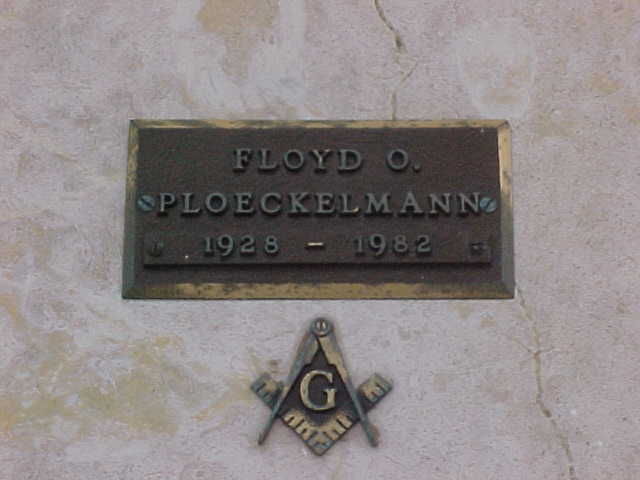 FLOYD O.
PLOECKELMANN
1928 – 1982
G